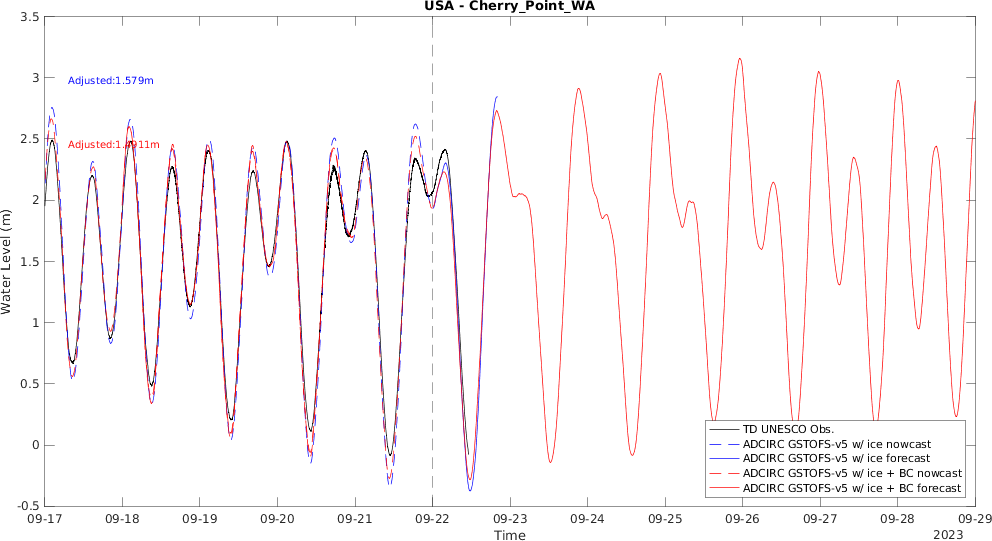 USA - Cherry_Point_WA
3.5
3
2.5
2
1.5
1
0.5
0
-0.5
Water Level (m)
Adjusted:1.579m
TD UNESCO Obs.
ADCIRC GSTOFS-v5 w/ ice nowcast
ADCIRC GSTOFS-v5 w/ ice forecast
ADCIRC GSTOFS-v5 w/ ice + BC nowcast
ADCIRC GSTOFS-v5 w/ ice + BC forecast
09-17 09-18 09-19 09-20 09-21 09-22 09-23 09-24 09-25 09-26 09-27 09-28 09-29
Time
2023